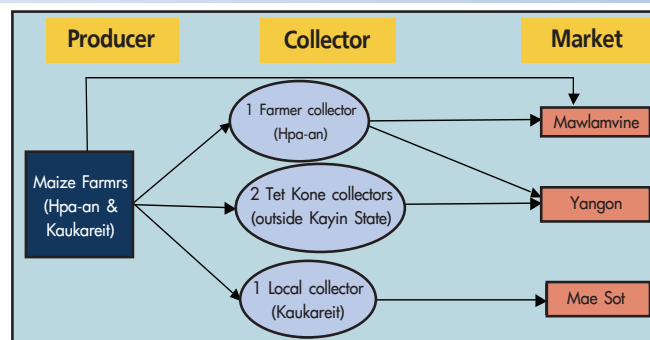 Producer
Collector
Market
1 Farmer collector
(Hpa-an)
Mawlamvine
Maize Farmrs
(Hpa-an &
Kaukareit)
2 Tet Kone collectors
(outside Kayin State)
Yangon
1 Local collector
(Kaukareit)
Mae Sot